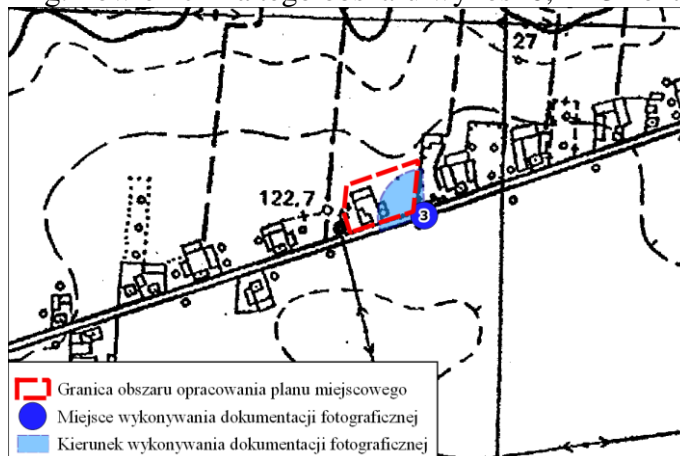 27
122,7
3
Granica obszaru opracowania planu miejscowego
Miejsce wykonywania dokumentacji fotograficznej
Kierunek wykonywania dokumentacji fotograficznej